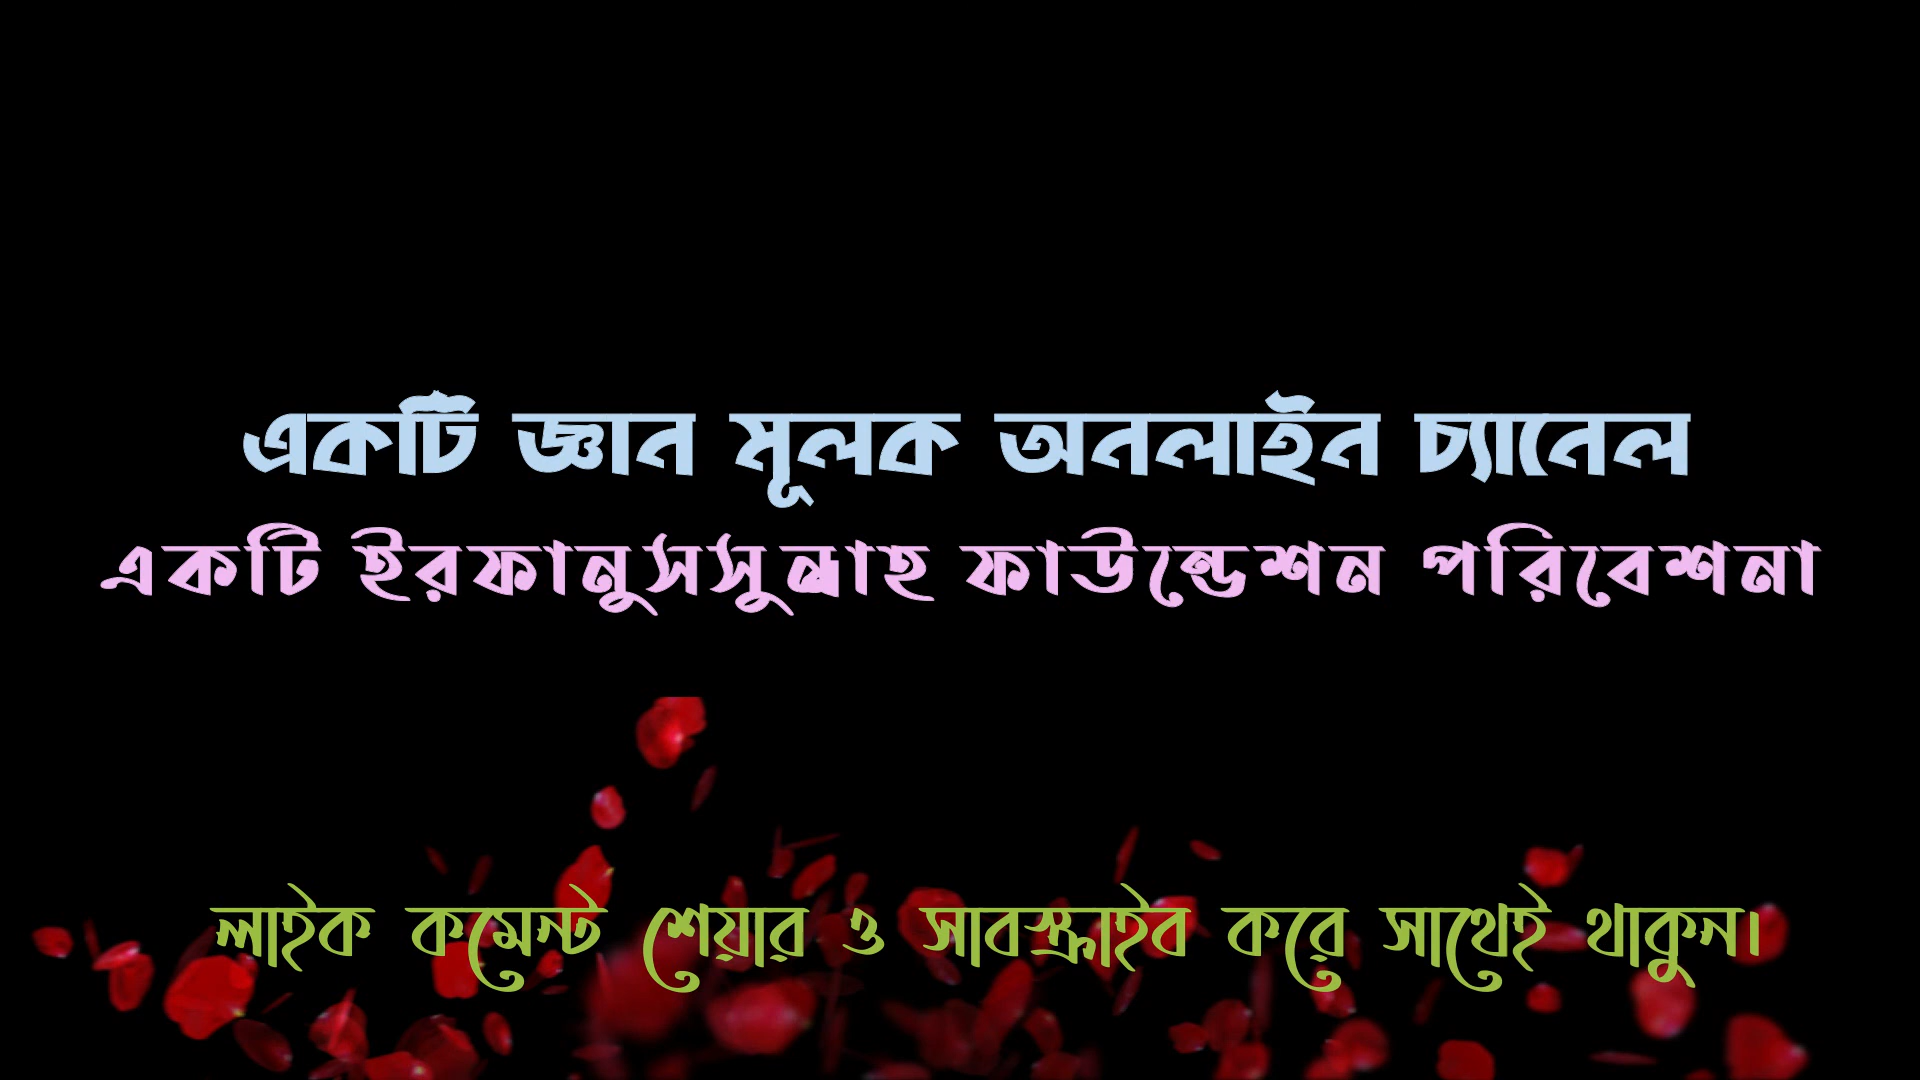 একটি জ্ঞান মূলক অনলাইন চ্যানেল
একটি ইরফানুসসুন্নাহ ফাউন্ডেশন পরিবেশনা
লাইক কমেন্ট শেয়ার ও সাবস্ক্রাইব করে সাথেই থাকুন।